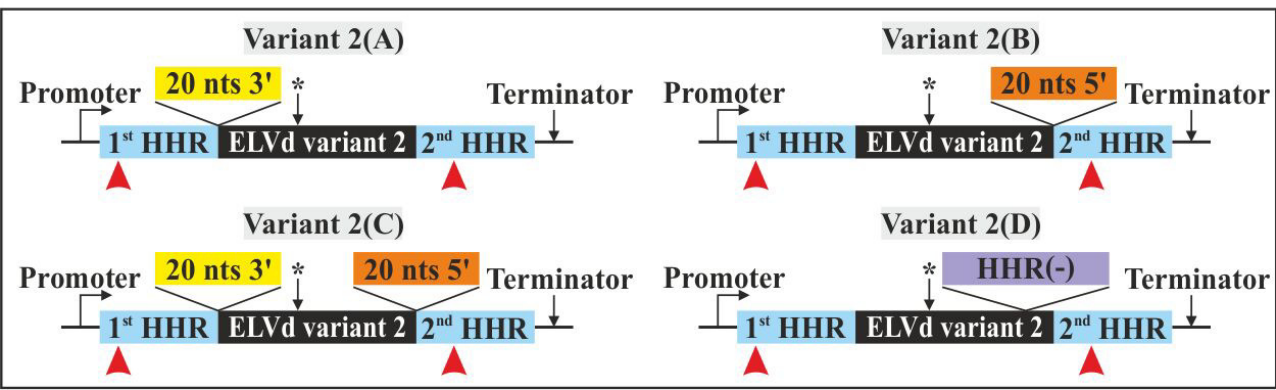 Variant 2(A)
Promoter 20 nts 3' * Terminator
1st HHR ELVd variant 2 2nd HHR
Variant 2(B)
Promoter * 20 nts 5' Terminator
1st HHR ELVd variant 2 2nd HHR
Variant 2(C)
Promoter 20 nts 3' * 20 nts 5' Terminator
1st HHR ELVd variant 2 2nd HHR
Variant 2(D)
Promoter * HHR(-) Terminator
1st HHR ELVd variant 2 2nd HHR